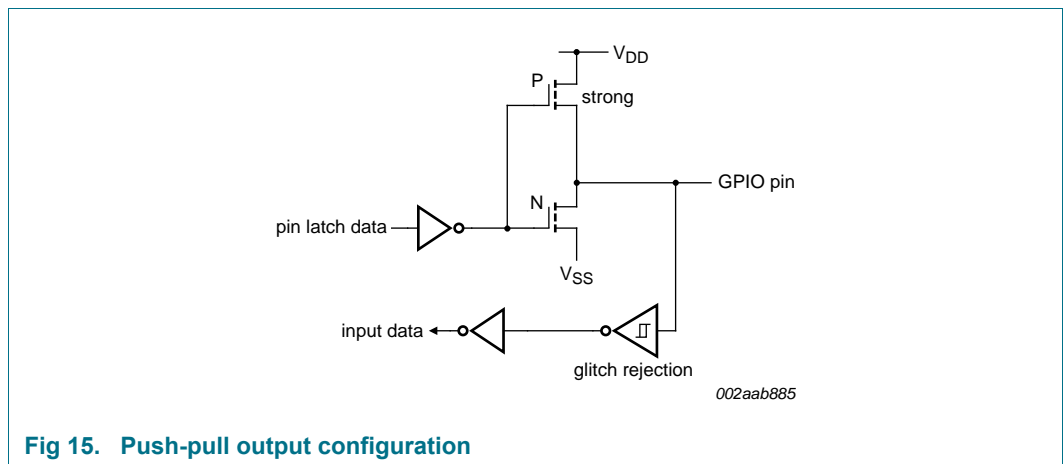 VDD
P
strong
GPIO pin
N
pin latch data
VSS
input data
glitch rejection
002aab885
Fig 15. Push-pull output configuration